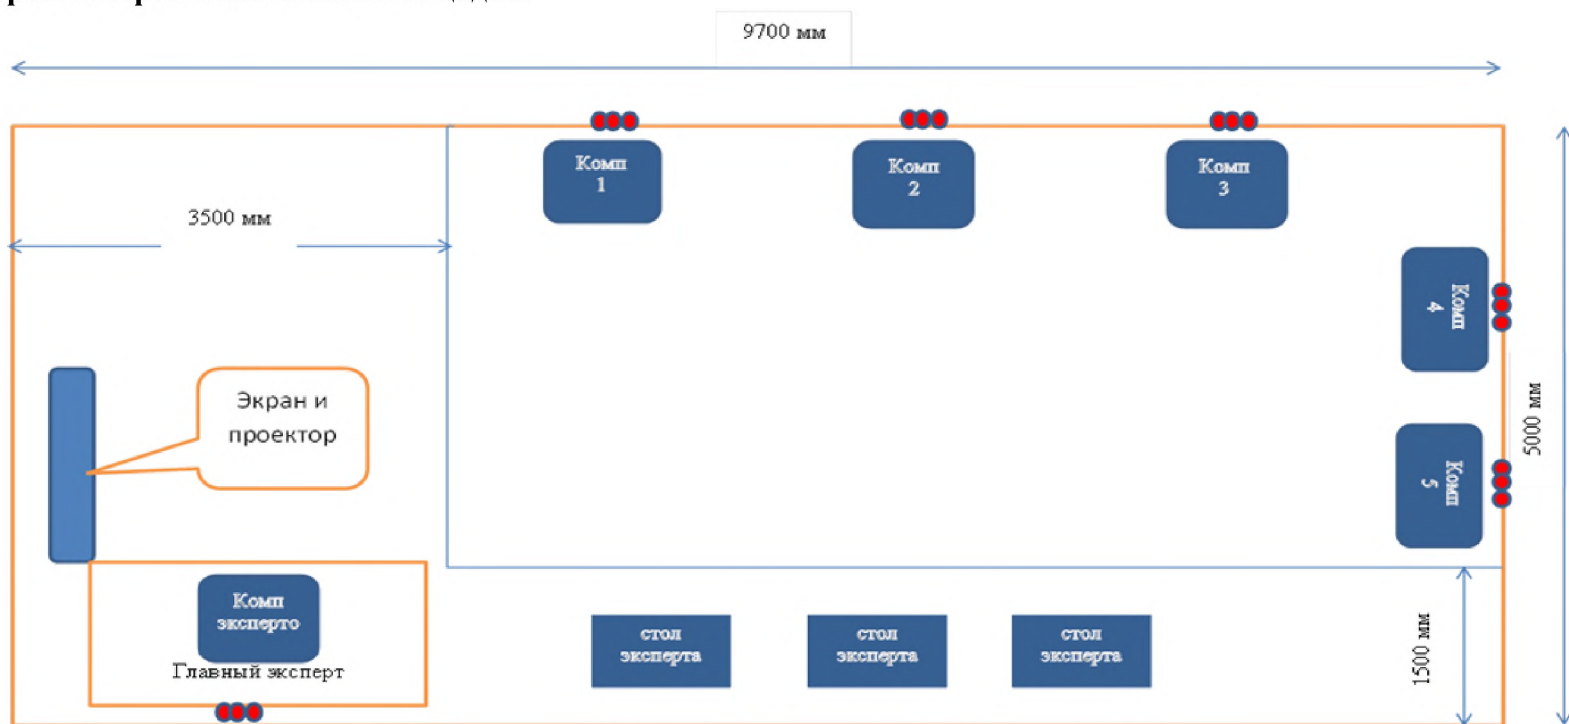 9700 мм
Комп
1
Комп
2
Комп
3
3500 мм
Комп
4
Экран и
проектор
5000 мм
Комп
5
Комп
эксперто
Главный эксперт
стол
эксперта
стол
эксперта
стол
эксперта
1500 мм